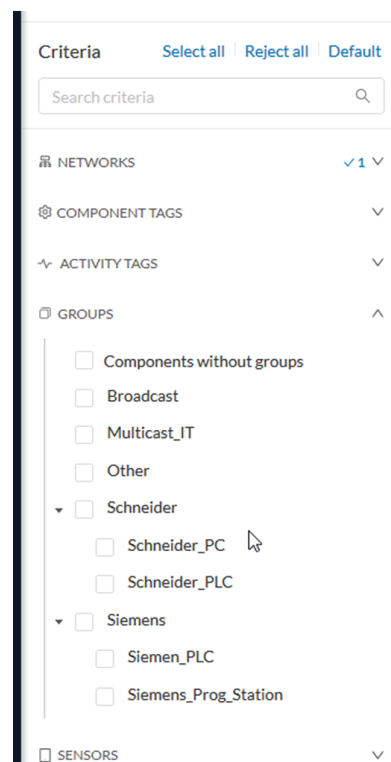 Criteria Select all Reject all Default
Search criteria
NETWORKS 1
COMPONENT TAGS
ACTIVITY TAGS
GROUPS
Components without groups
Broadcast
Multicast_IT
Other
Schneider
Schneider_PC
Schneider_PLC
Siemens
Siemen_PLC
Siemens_Prog_Station
SENSORS